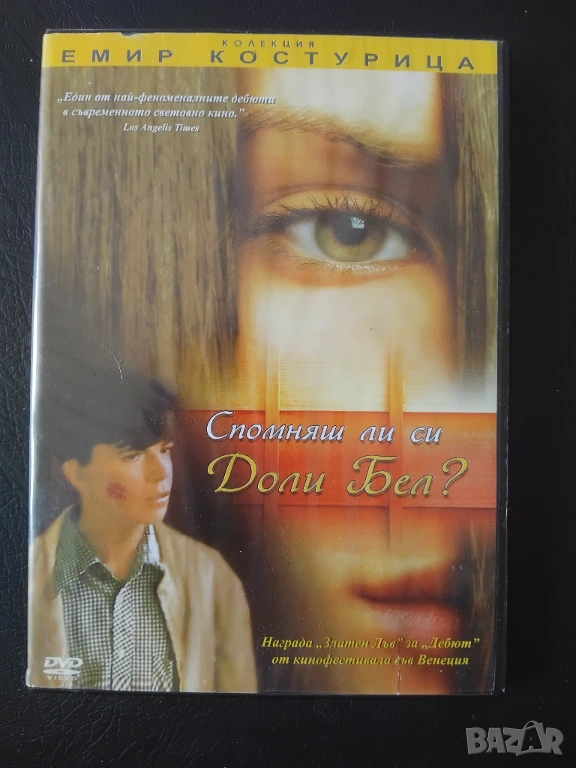 КОЛЕКЦИЯ
ЕМИР КОСТУРИЦА
„Един от най-феноменалните дебюти
в съвременното световно кино.”
Los Angelis Times
Спомняш ли си
Доли Бел?
Награда „Златен Лъв” за „Дебют”
от кинофестивала във Венеция
DVD
VIDEO
BAZAR